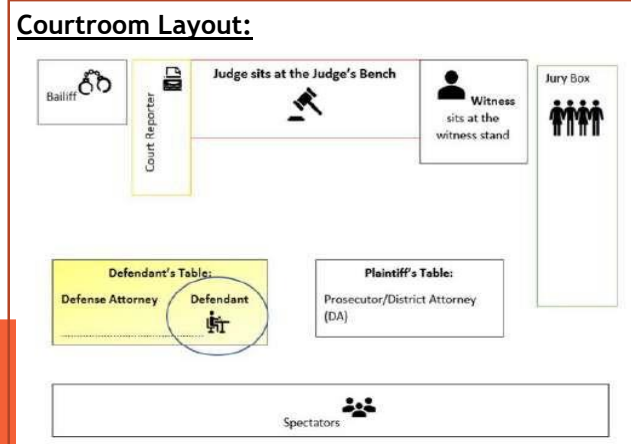 Courtroom Layout:
Bailiff
Court Reporter
Judge sits at the Judge's Bench
Witness
sits at the
witness stand
Jury Box
Defendant's Table:
Defense Attorney Defendant
Plaintiff's Table:
Prosecutor/District Attorney
(DA)
Spectators